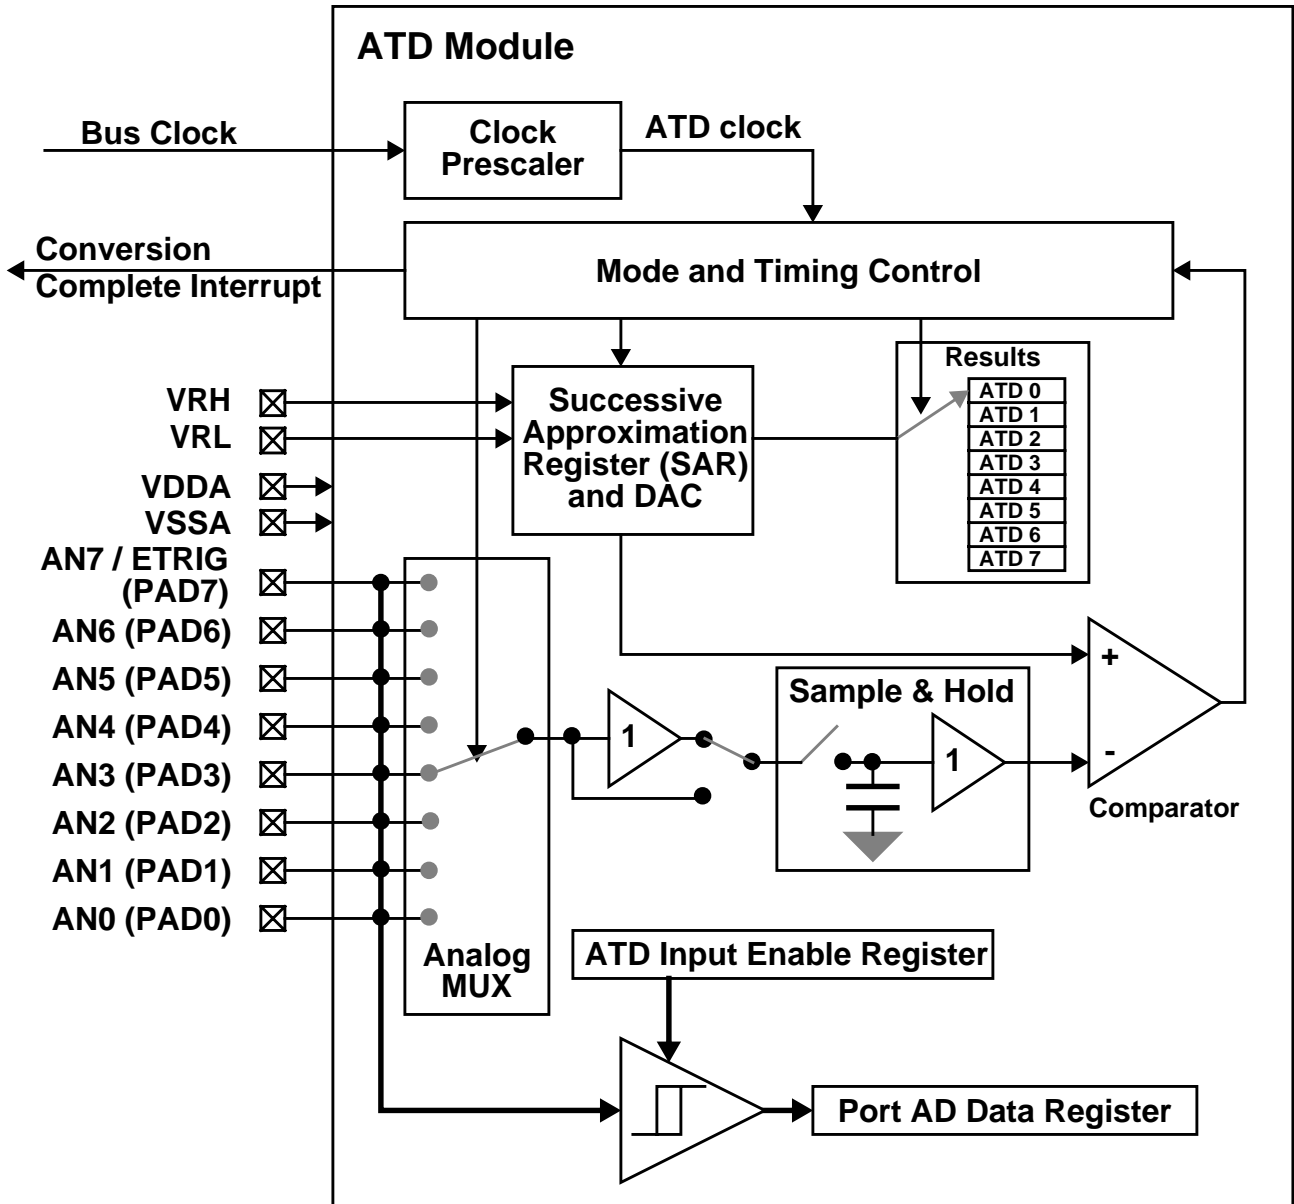 ATD Module
Bus Clock
Clock
Prescaler
ATD clock
Conversion
Complete Interrupt
Mode and Timing Control
Results
ATD 0
ATD 1
ATD 2
ATD 3
ATD 4
ATD 5
ATD 6
ATD 7
VRH
VRL
VDDA
VSSA
Successive
Approximation
Register (SAR)
and DAC
AN7 / ETRIG
(PAD7)
AN6 (PAD6)
AN5 (PAD5)
AN4 (PAD4)
AN3 (PAD3)
AN2 (PAD2)
AN1 (PAD1)
AN0 (PAD0)
Analog
MUX
1
Sample & Hold
1
+
-
Comparator
ATD Input Enable Register
Port AD Data Register